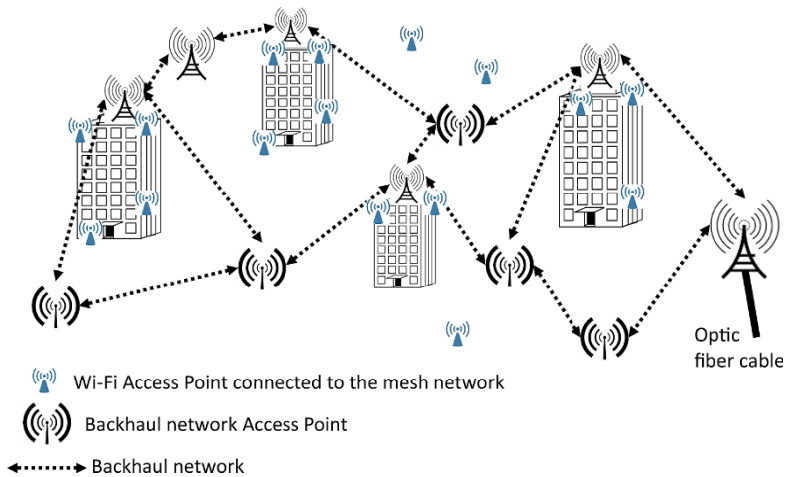 Optic
fiber cable
Wi-Fi Access Point connected to the mesh network
Backhaul network Access Point
Backhaul network